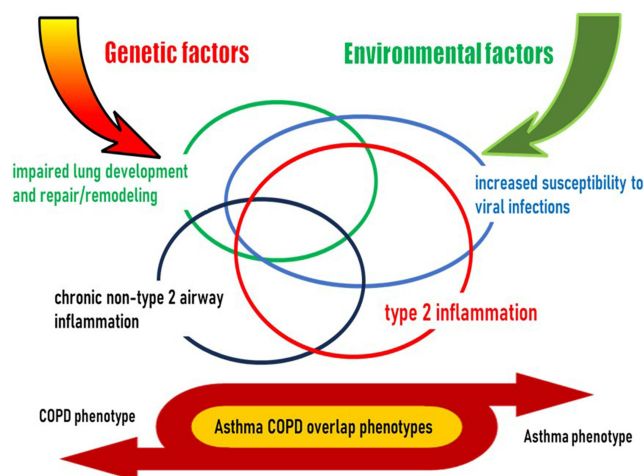 Genetic factors
Environmental factors
impaired lung development
and repair/remodeling
increased susceptibility to
viral infections
chronic non-type 2 airway
inflammation
type 2 inflammation
COPD phenotype
Asthma COPD overlap phenotypes
Asthma phenotype